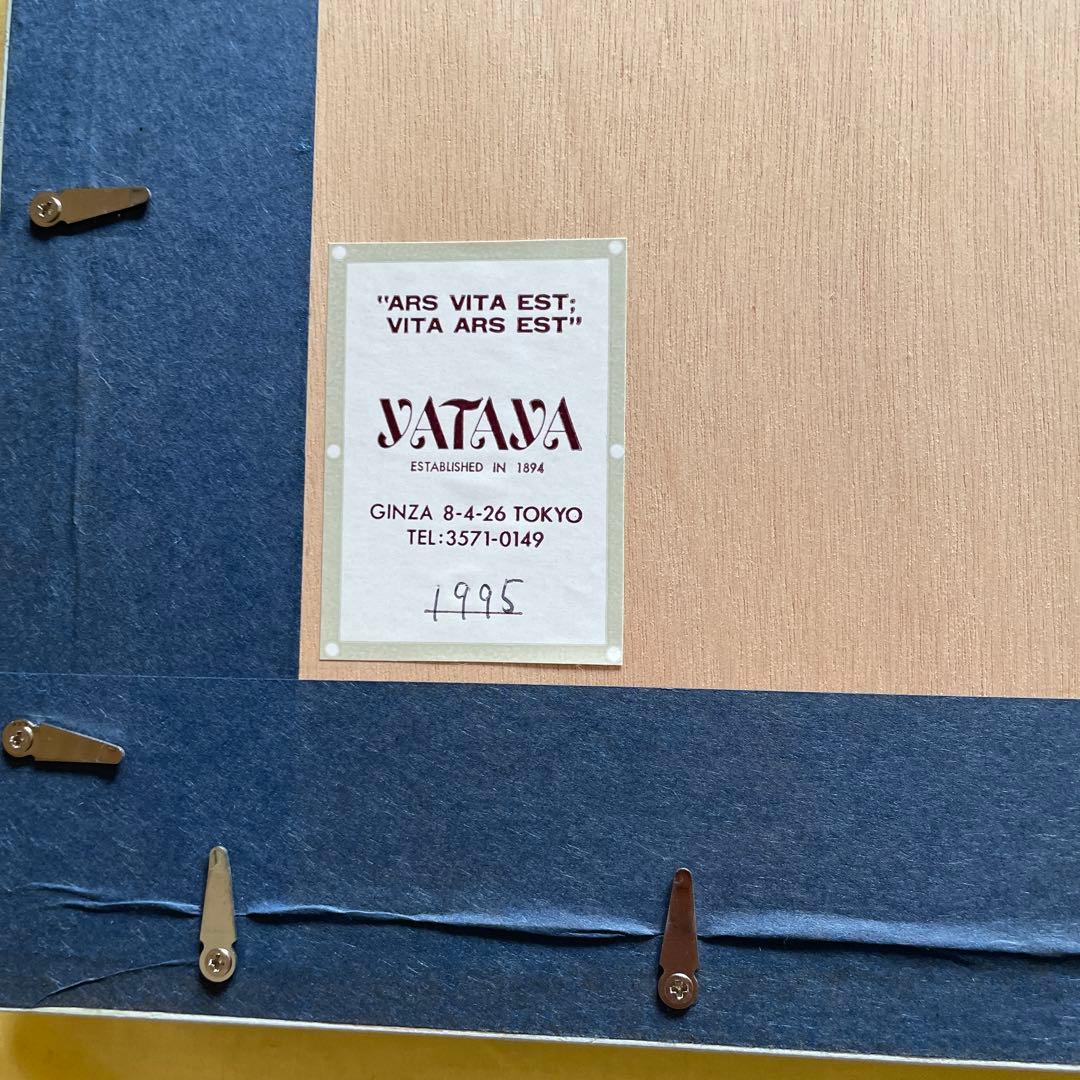 "ARS VITA EST;
VITA ARS EST"
YATAYA
ESTABLISHED IN 1894
GINZA 8-4-26 TOKYO
TEL:3571-0149
1995